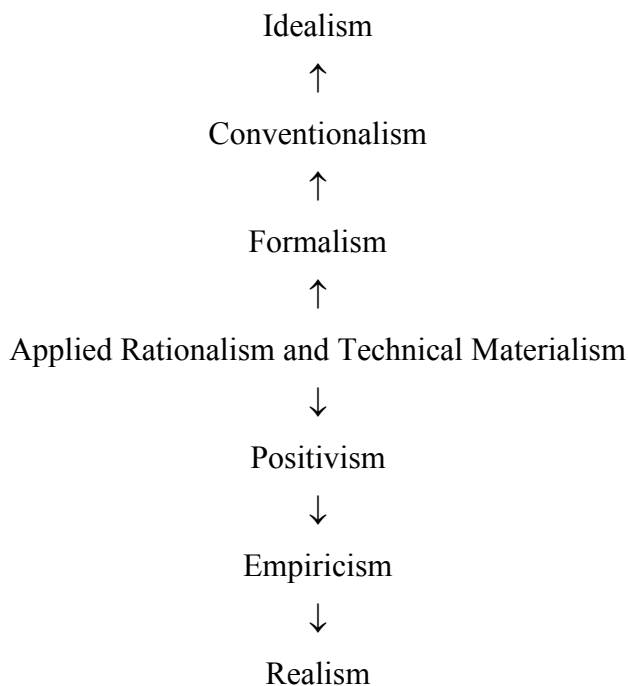 Idealism
↑
Conventionalism
↑
Formalism
↑
Applied Rationalism and Technical Materialism
↓
Positivism
↓
Empiricism
↓
Realism